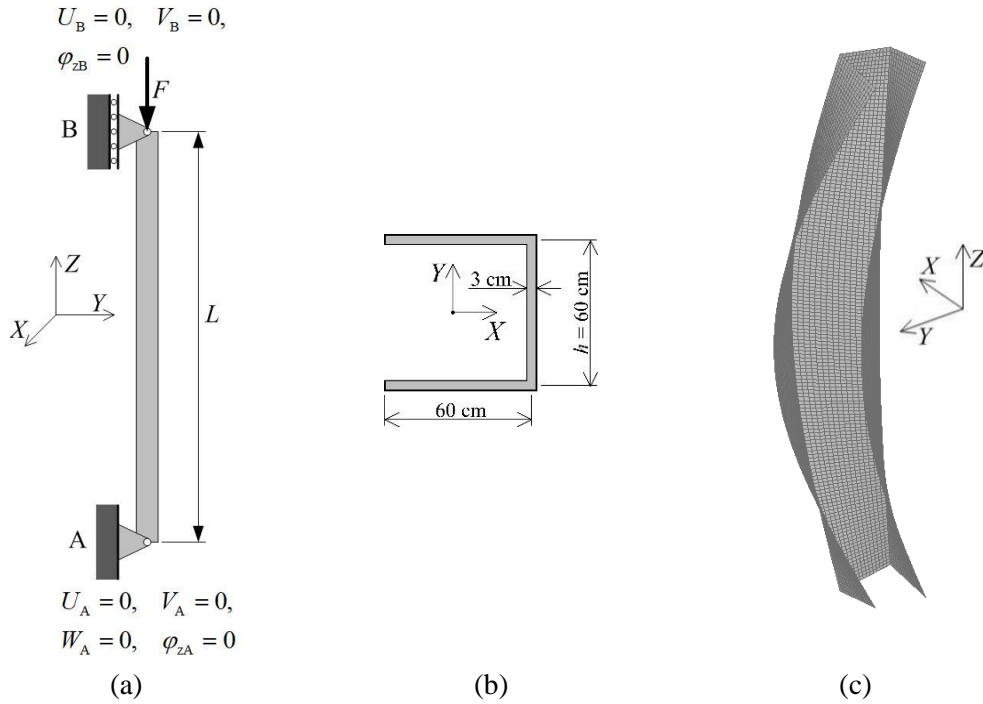 U_B = 0, V_B = 0,
φ_zB = 0
F
B
Z
Y
X
L
A
U_A = 0, V_A = 0,
W_A = 0, φ_zA = 0
(a)
Y
X
3 cm
h = 60 cm
60 cm
(b)
Z
X
Y
(c)